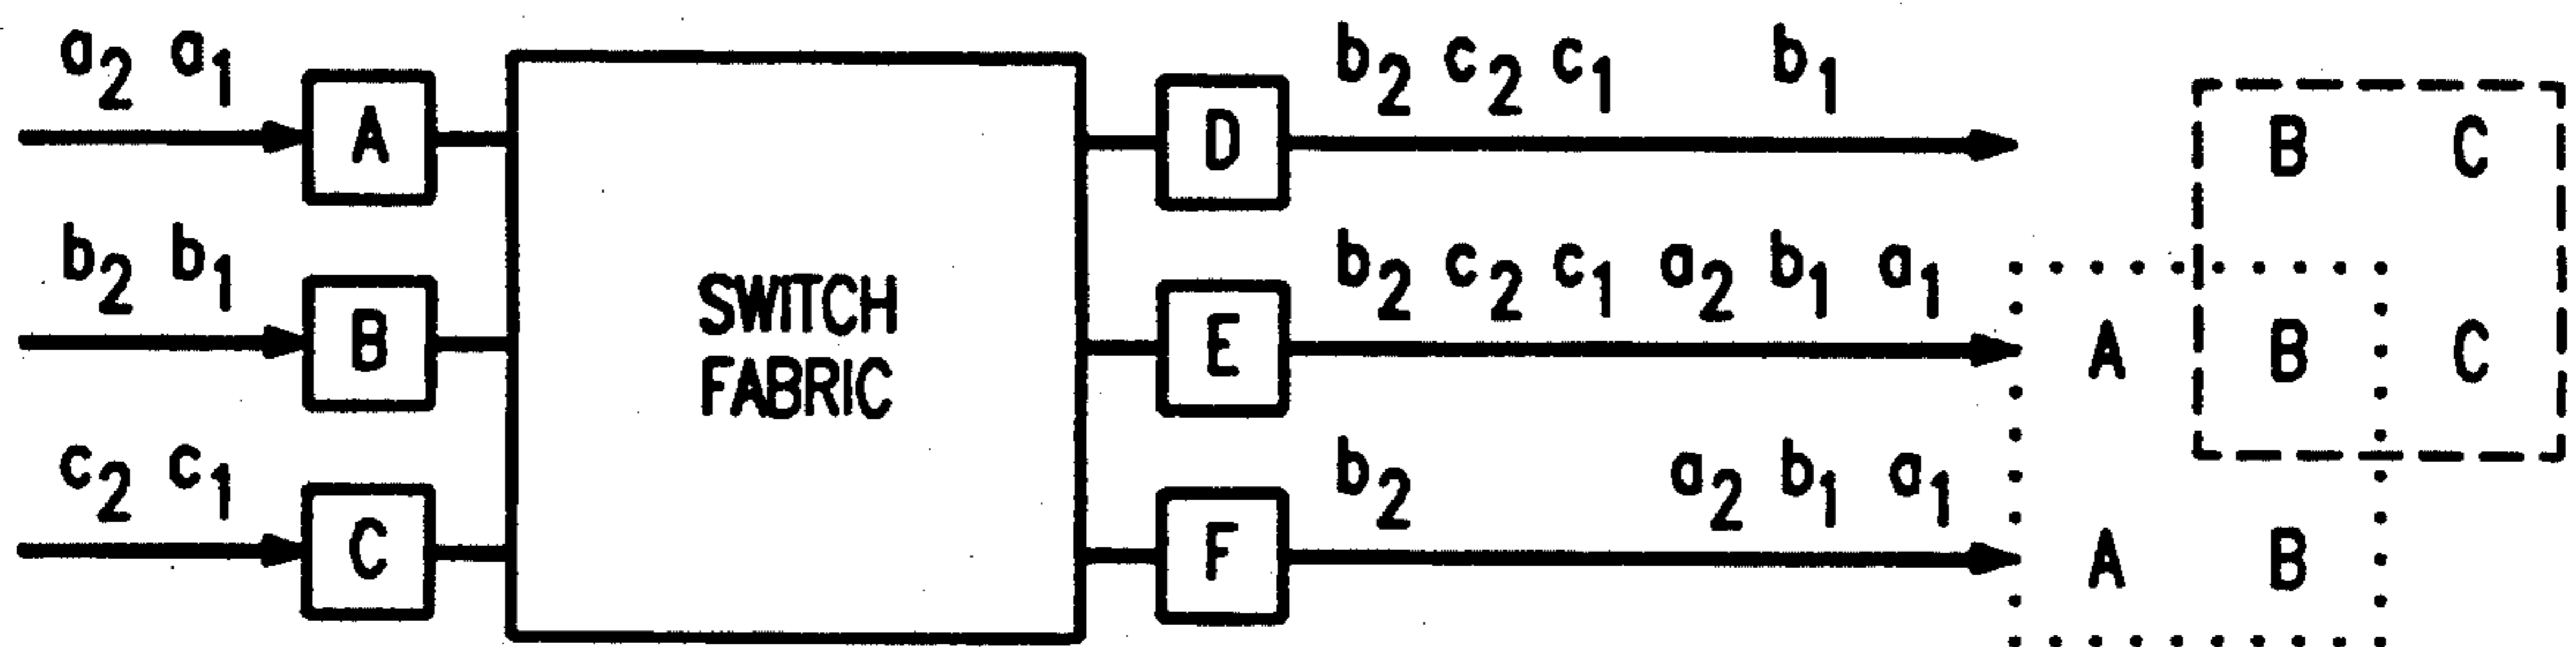 a2 a1 A b2 c2 c1 b1 D B C
b2 b1 B SWITCH FABRIC E b2 c2 c1 a2 b1 a1 A B C
c2 c1 C F b2 a2 b1 a1 A B